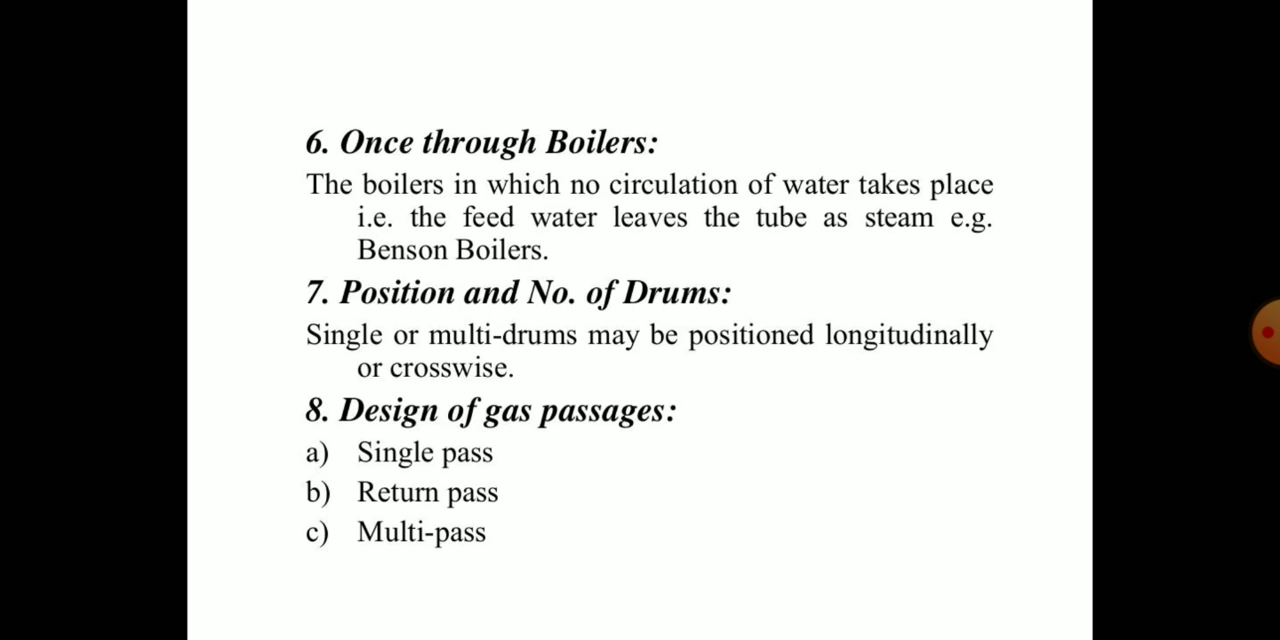 6. Once through Boilers:
The boilers in which no circulation of water takes place
i.e. the feed water leaves the tube as steam e.g.
Benson Boilers.
7. Position and No. of Drums:
Single or multi-drums may be positioned longitudinally
or crosswise.
8. Design of gas passages:
a) Single pass
b) Return pass
c) Multi-pass